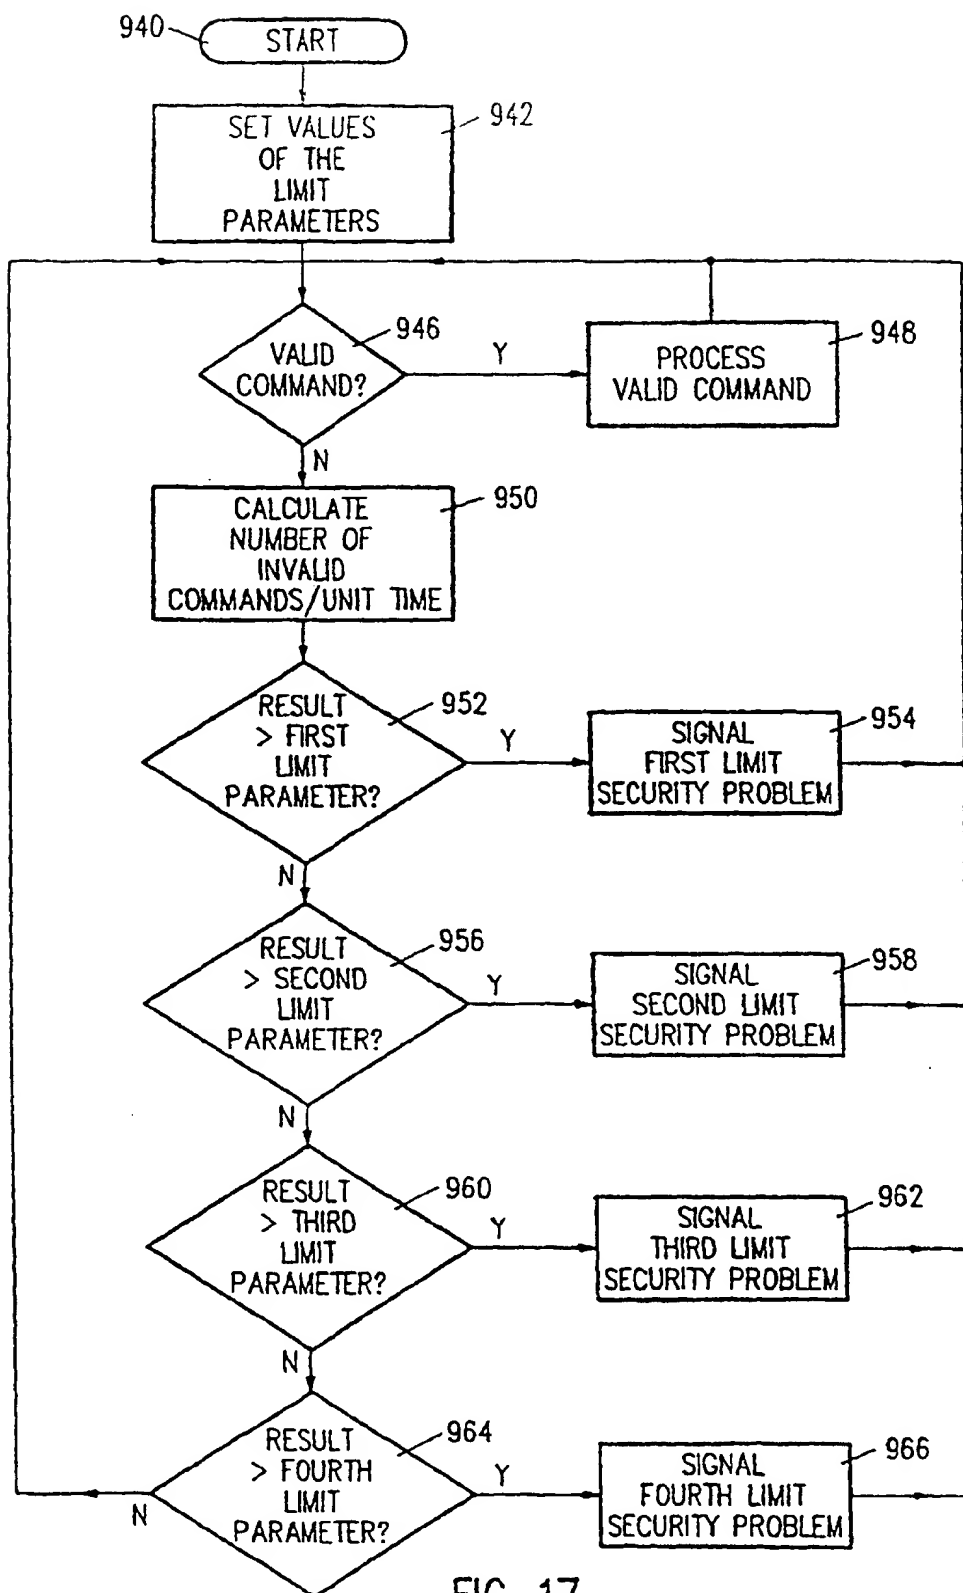 940
START
SET VALUES
OF THE
LIMIT
PARAMETERS
942
VALID
COMMAND?
946
Y
PROCESS
VALID COMMAND
948
N
CALCULATE
NUMBER OF
INVALID
COMMANDS/UNIT TIME
950
RESULT
> FIRST
LIMIT
PARAMETER?
952
Y
SIGNAL
FIRST LIMIT
SECURITY PROBLEM
954
N
RESULT
> SECOND
LIMIT
PARAMETER?
956
Y
SIGNAL
SECOND LIMIT
SECURITY PROBLEM
958
N
RESULT
> THIRD
LIMIT
PARAMETER?
960
Y
SIGNAL
THIRD LIMIT
SECURITY PROBLEM
962
N
RESULT
> FOURTH
LIMIT
PARAMETER?
964
Y
SIGNAL
FOURTH LIMIT
SECURITY PROBLEM
966
N
FIG. 17